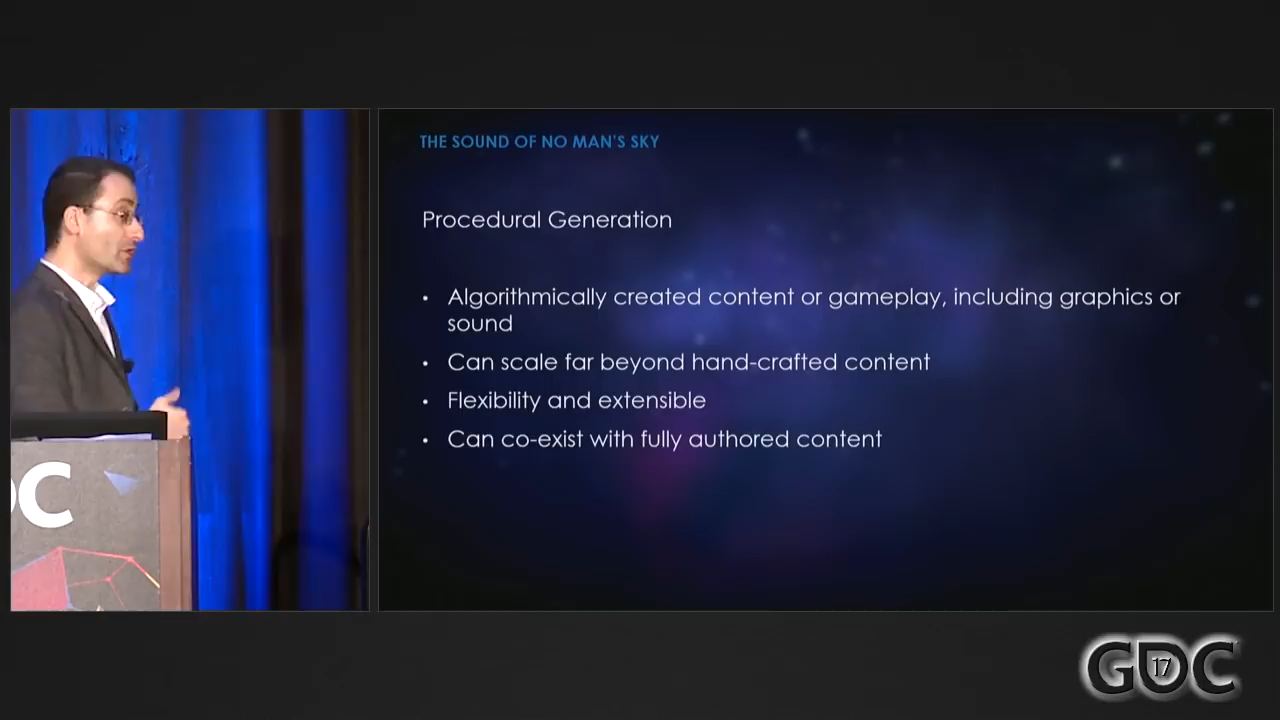 THE SOUND OF NO MAN'S SKY
Procedural Generation
• Algorithmically created content or gameplay, including graphics or
sound
• Can scale far beyond hand-crafted content
• Flexibility and extensible
• Can co-exist with fully authored content
DC
GDC
17